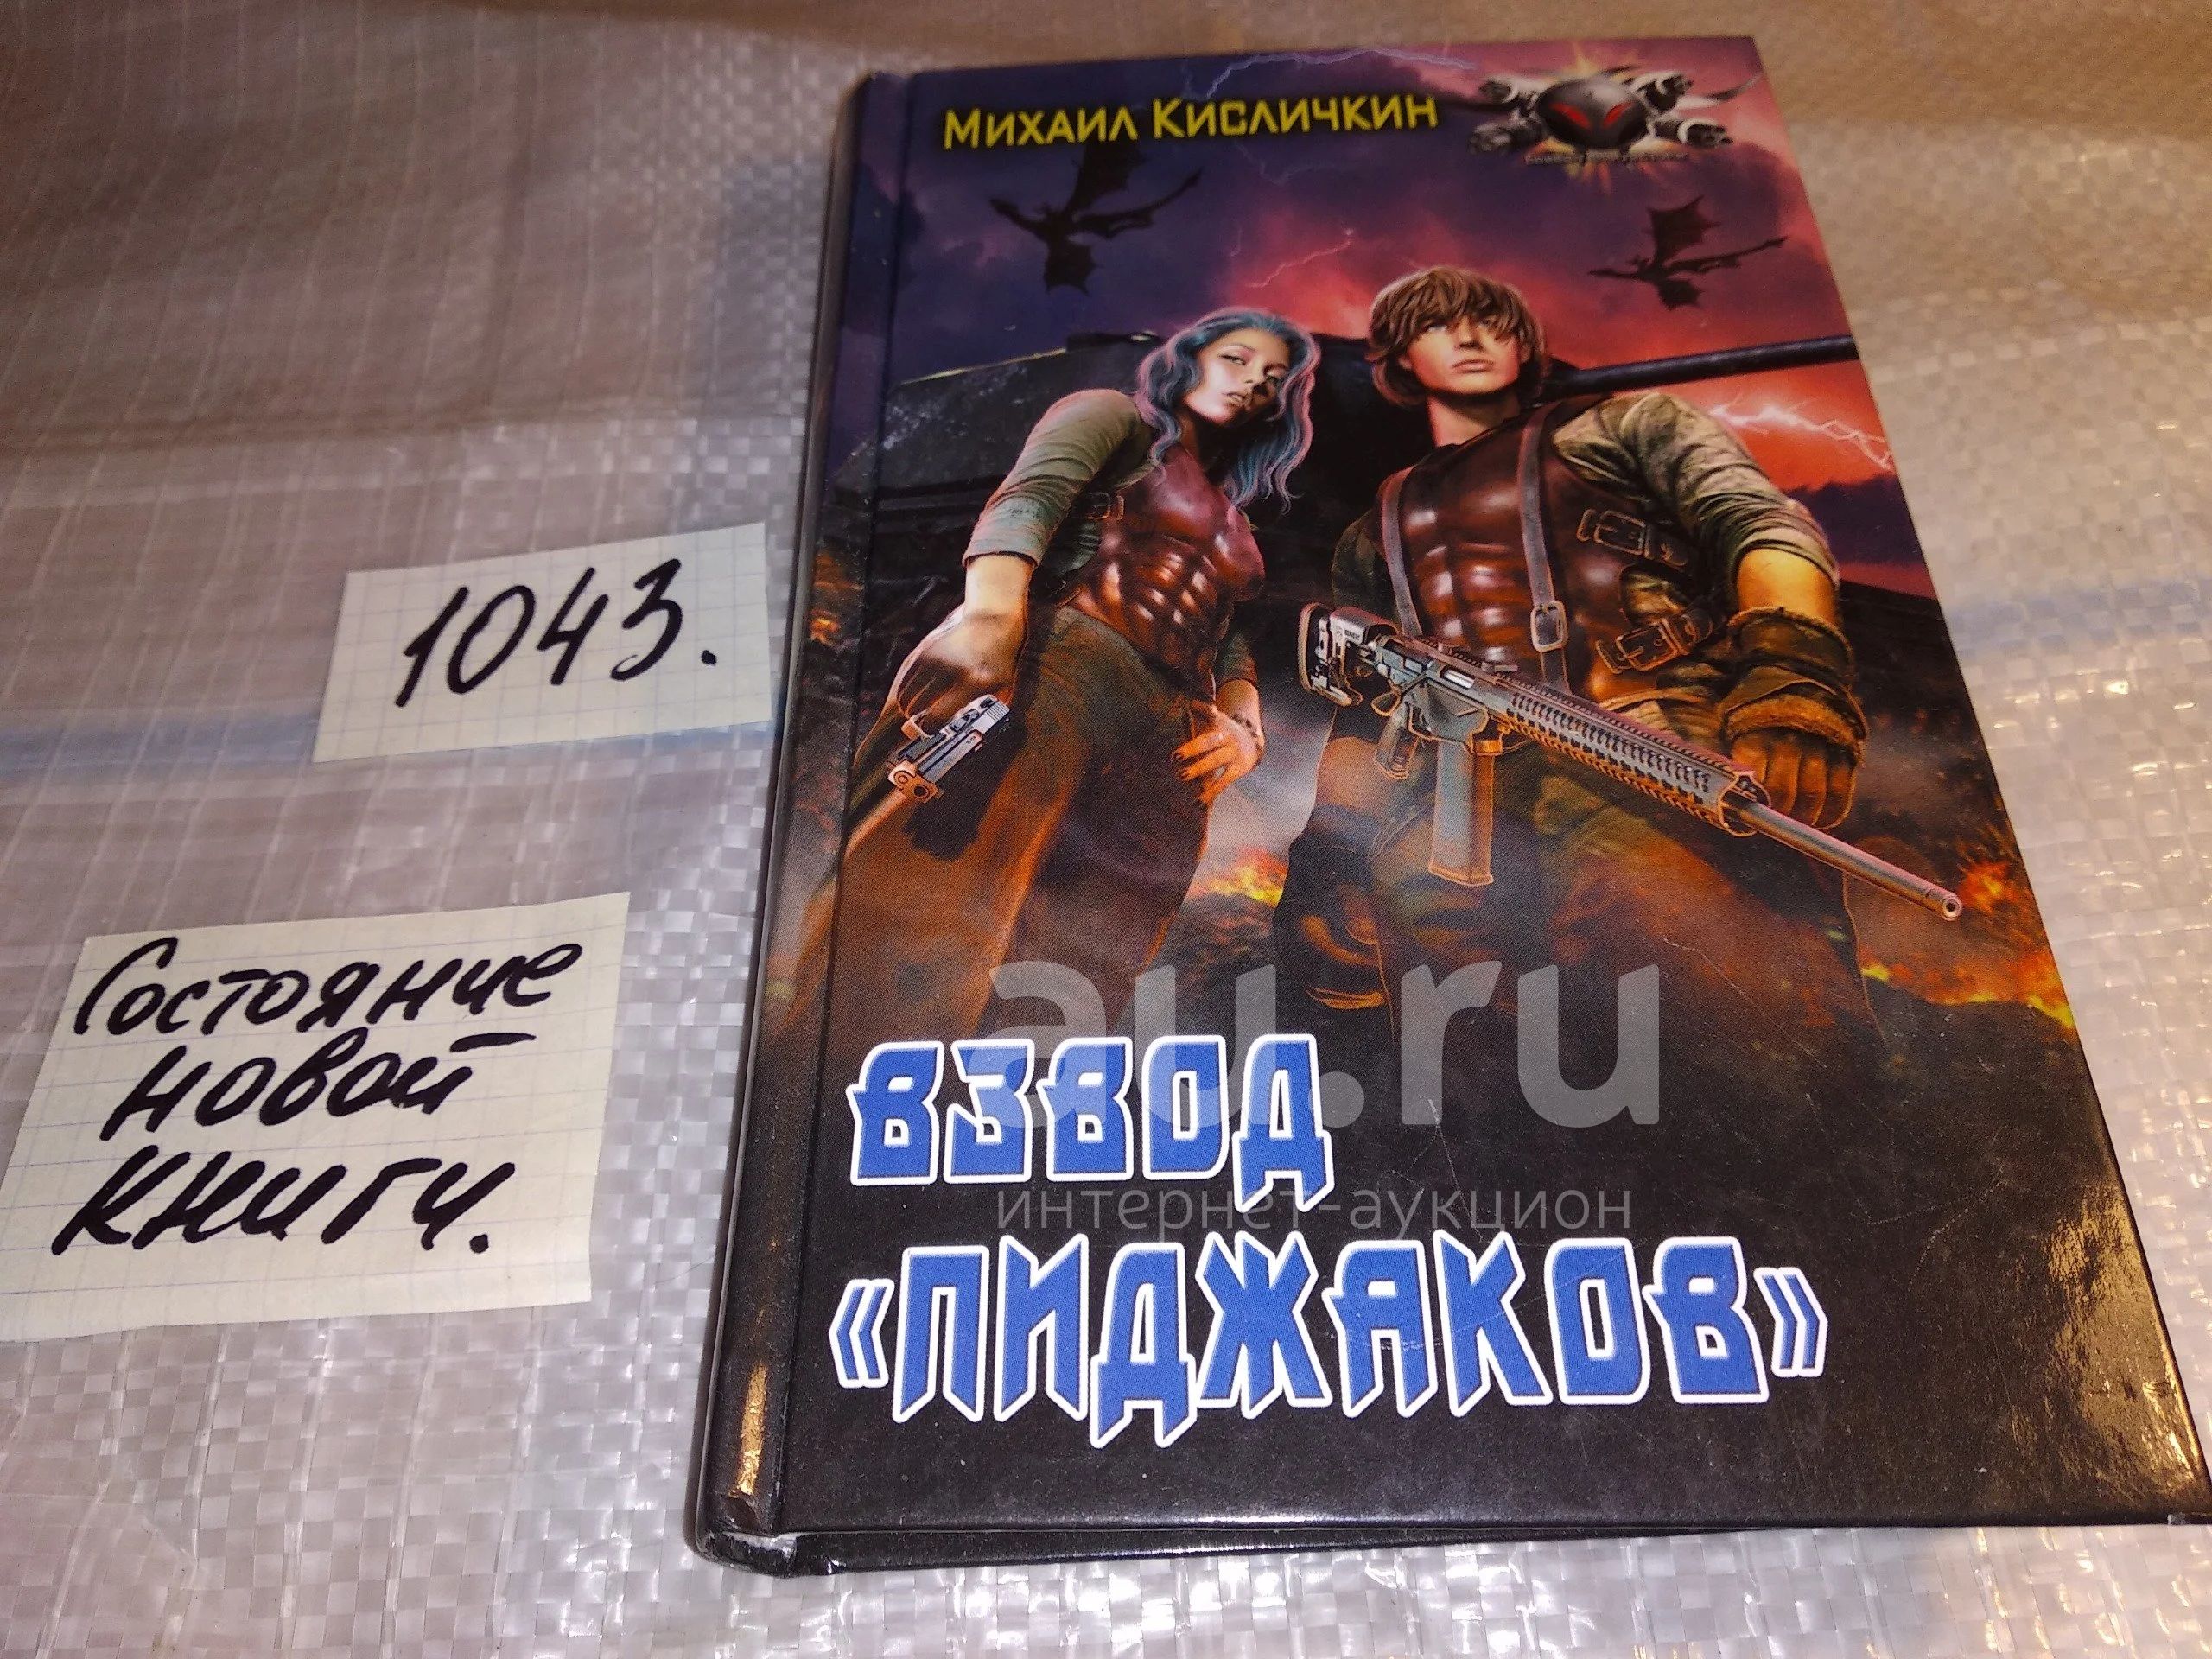 Михаил Кисличкин
1043.
Состояние
новой
книги.
au.ru
ВЗВОД
интернет-аукцион
«ПИДЖАКОВ»